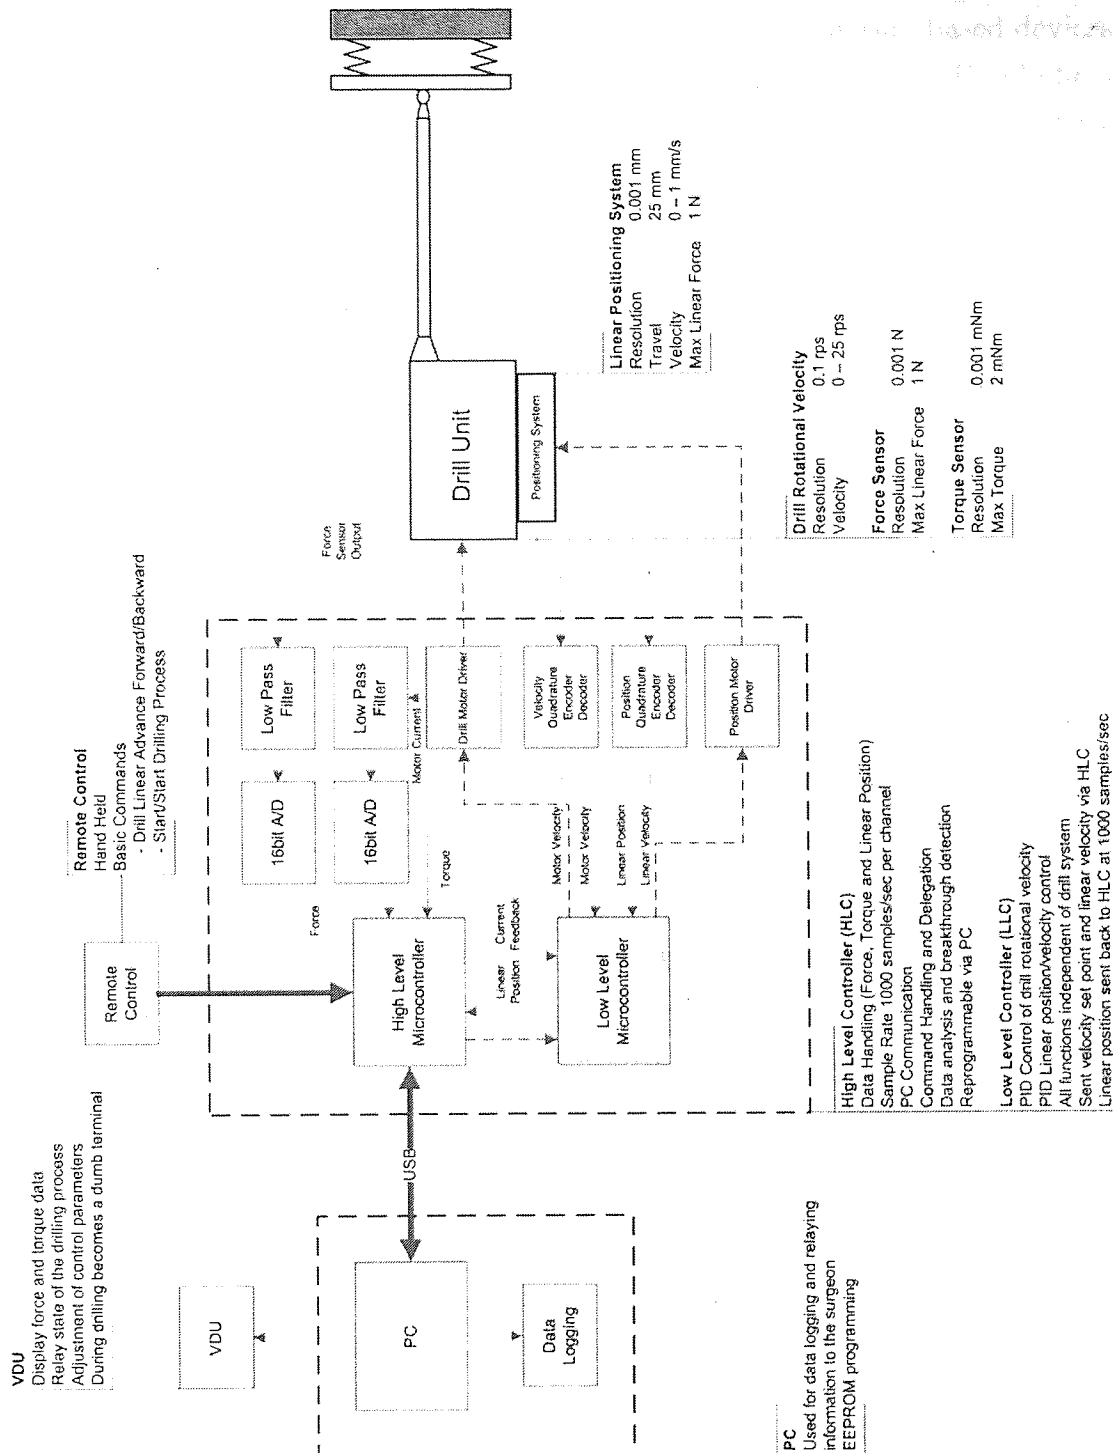 VDU
Display force and torque data
Relay state of the drilling process
Adjustment of control parameters
During drilling becomes a dumb terminal
Remote Control
Hand Held
Basic Commands
- Drill Linear Advance Forward/Backward
- Start/Start Drilling Process
VDU
PC
Data
Logging
USB
Remote
Control
High Level
Microcontroller
Low Level
Microcontroller
Force
Torque
Linear
Position
Current
Feedback
16bit A/D
16bit A/D
Low Pass
Filter
Low Pass
Filter
Motor Current
Drill Motor Driver
Motor Velocity
Motor Velocity
Linear Position
Linear Velocity
Velocity
Quadrature
Encoder
Decoder
Position
Quadrature
Encoder
Decoder
Position Motor
Driver
Force
Sensor
Output
Drill Unit
Positioning System
Linear Positioning System
Resolution 0.001 mm
Travel 25 mm
Velocity 0 – 1 mm/s
Max Linear Force 1 N
Drill Rotational Velocity
Resolution 0.1 rps
Velocity 0 – 25 rps
Force Sensor
Resolution 0.001 N
Max Linear Force 1 N
Torque Sensor
Resolution 0.001 mNm
Max Torque 2 mNm
PC
Used for data logging and relaying
information to the surgeon
EEPROM programming
High Level Controller (HLC)
Data Handling (Force, Torque and Linear Position)
Sample Rate 1000 samples/sec per channel
PC Communication
Command Handling and Delegation
Data analysis and breakthrough detection
Reprogrammable via PC
Low Level Controller (LLC)
PID Control of drill rotational velocity
PID Linear position/velocity control
All functions independent of drill system
Sent velocity set point and linear velocity via HLC
Linear position sent back to HLC at 1000 samples/sec
based devices